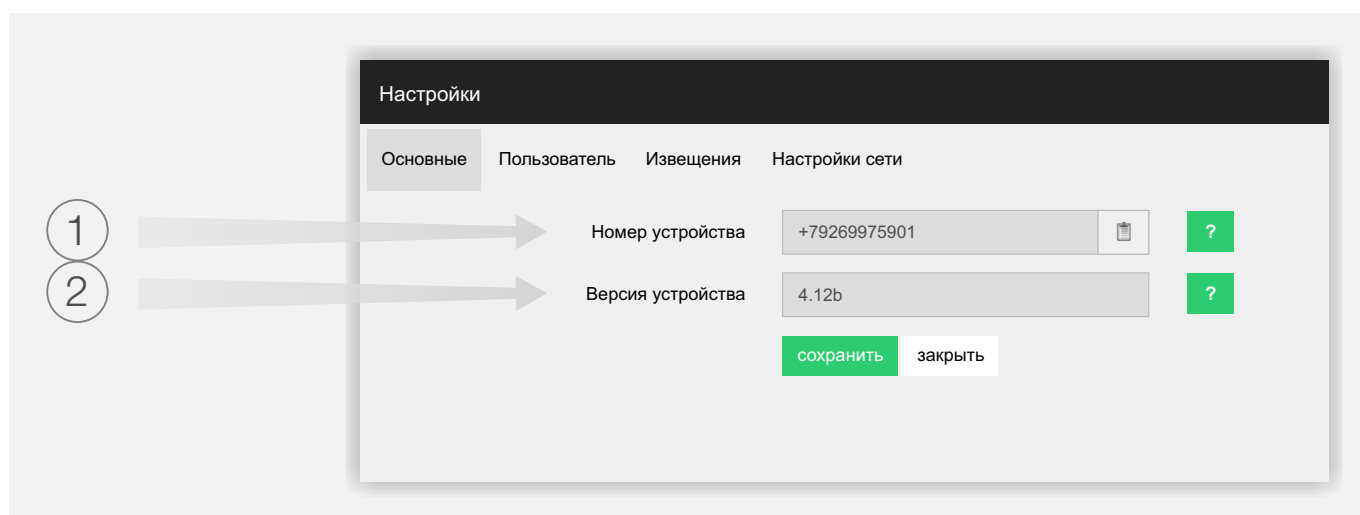 Настройки
Основные Пользователь Извещения Настройки сети
1 Номер устройства +79269975901 ?
2 Версия устройства 4.12b ?
сохранить закрыть